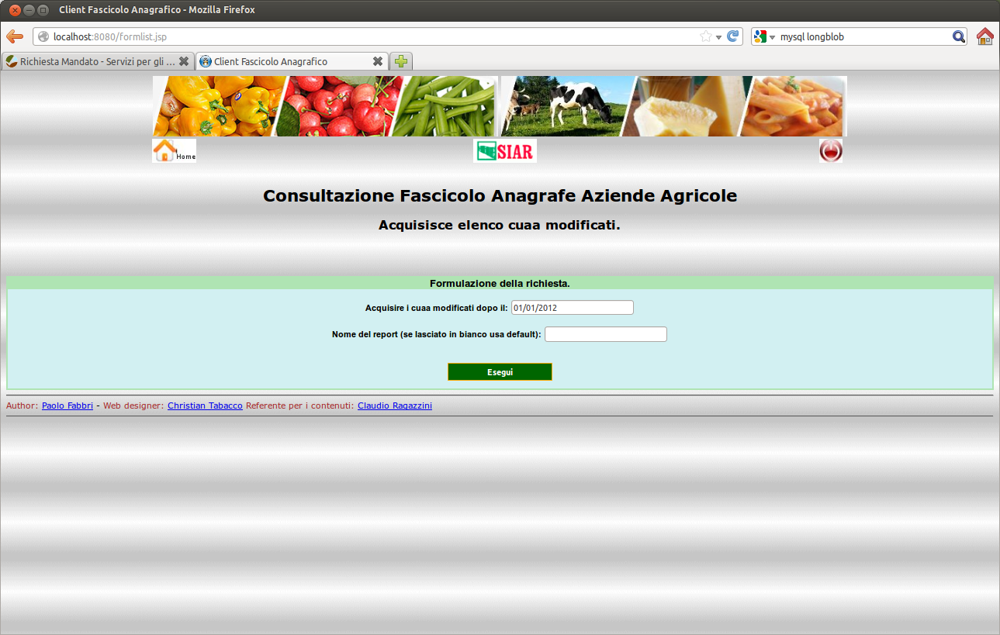 Client Fascicolo Anagrafico - Mozilla Firefox
localhost:8080/formlist.jsp
mysql longblob
Richiesta Mandato - Servizi per gli ...
Client Fascicolo Anagrafico
Home
SIAR
Consultazione Fascicolo Anagrafe Aziende Agricole
Acquisisce elenco cuaa modificati.
Formulazione della richiesta.
Acquisire i cuaa modificati dopo il: 01/01/2012
Nome del report (se lasciato in bianco usa default):
Esegui
Author: Paolo Fabbri - Web designer: Christian Tabacco Referente per i contenuti: Claudio Ragazzini